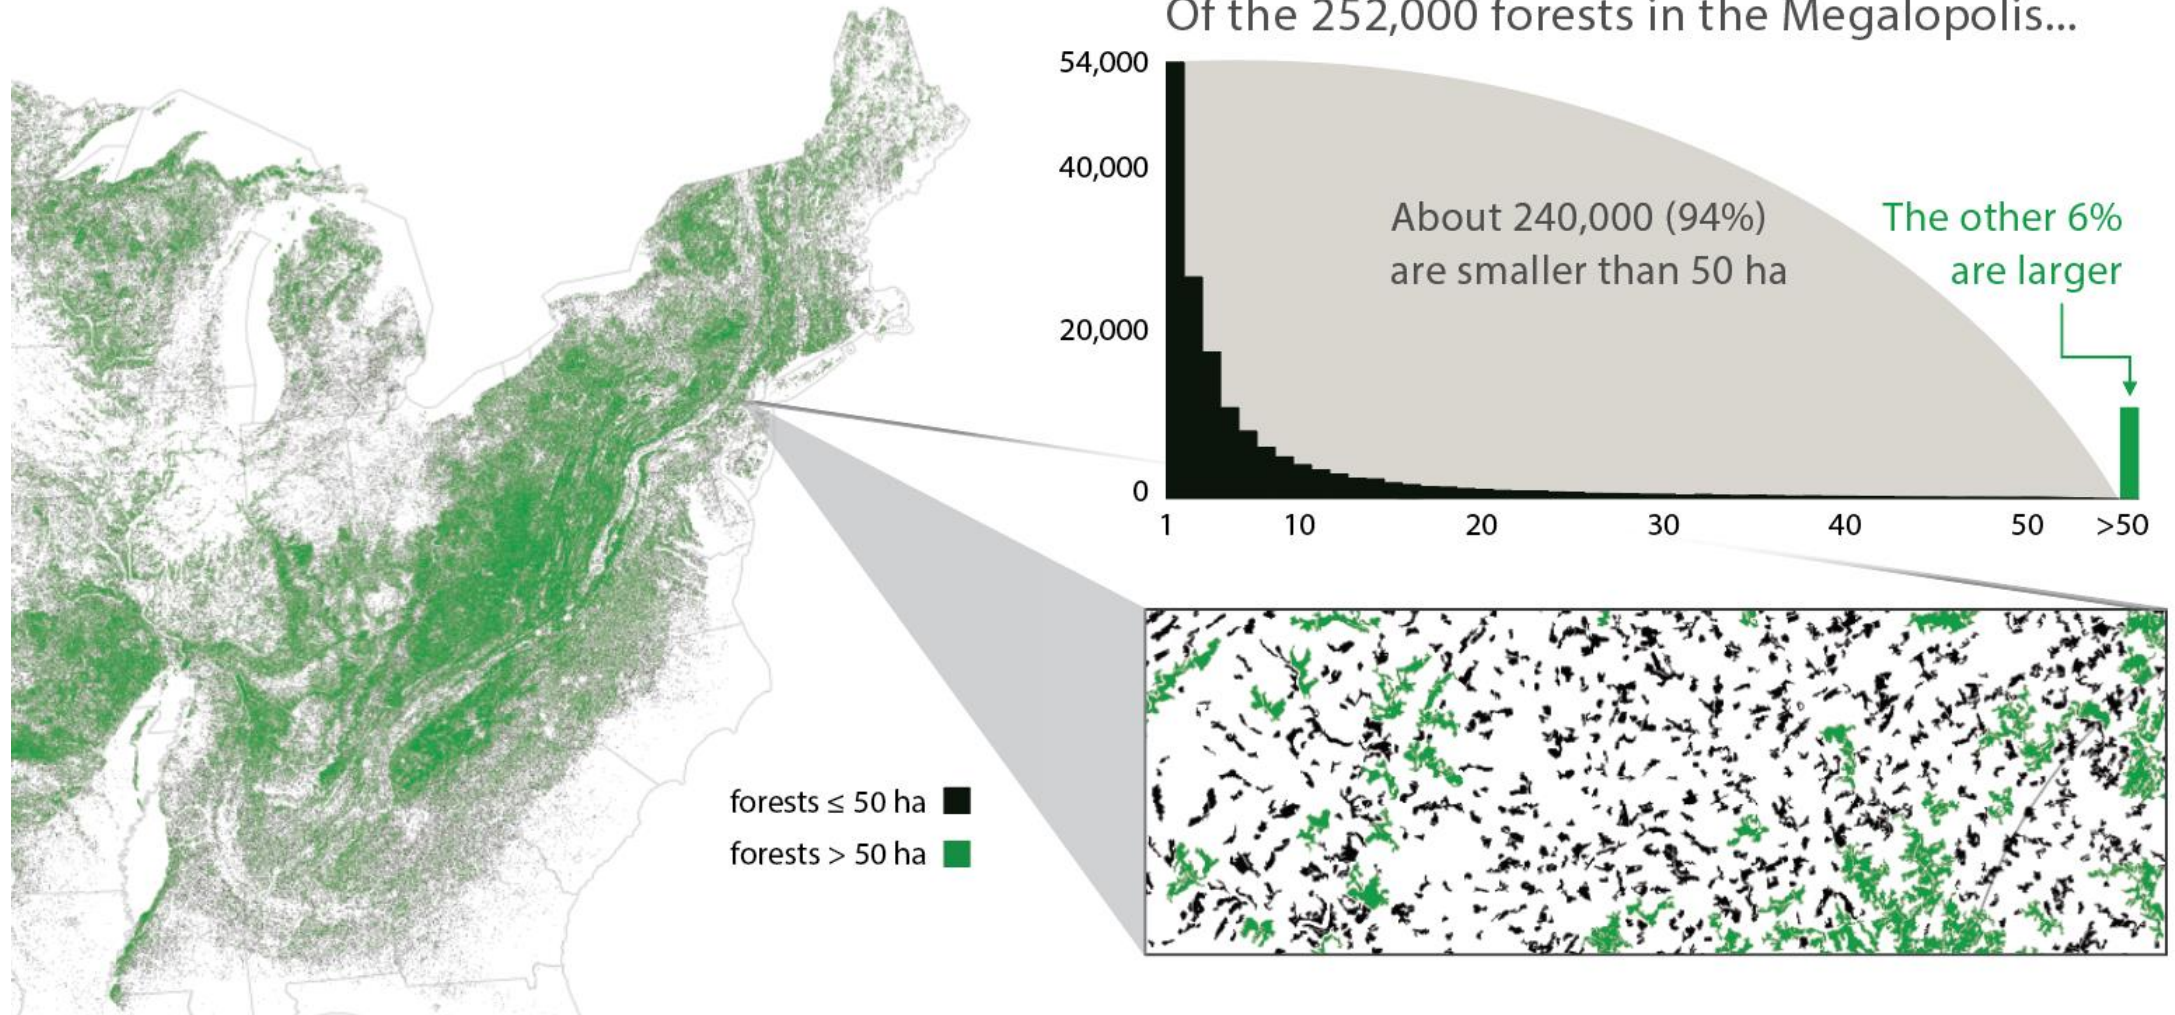 Of the 252,000 forests in the Megalopolis...
54,000
40,000
20,000
0
About 240,000 (94%)
are smaller than 50 ha
The other 6%
are larger
1 10 20 30 40 50 >50
forests ≤ 50 ha
forests > 50 ha